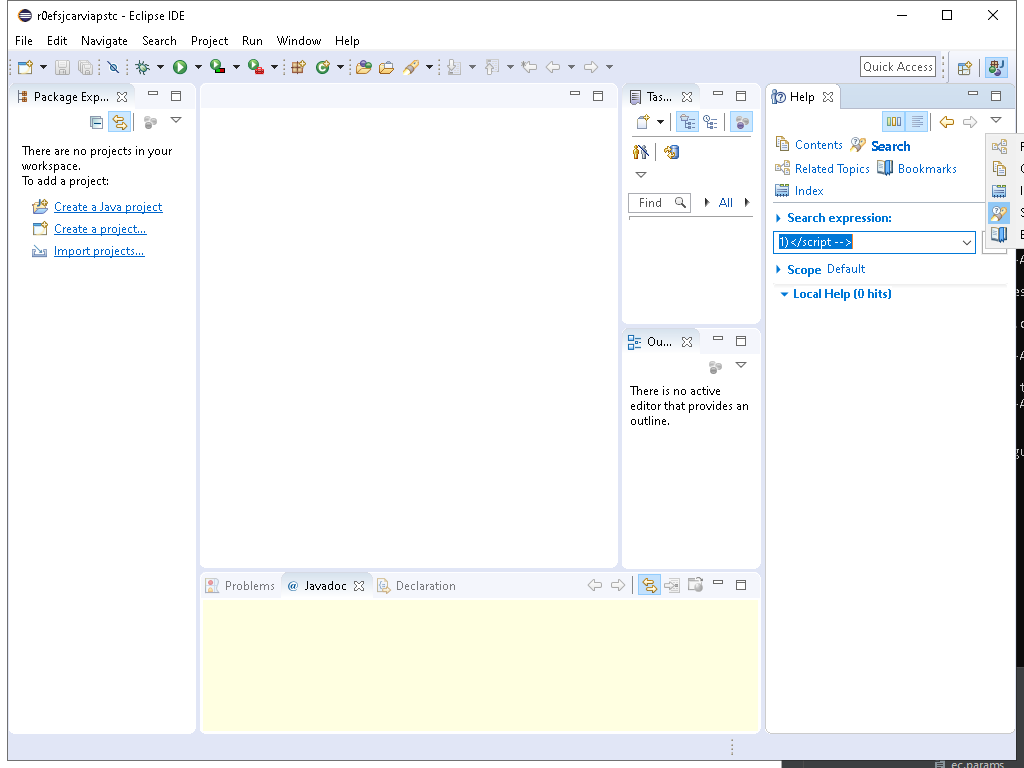 r0efsjcarviapstc - Eclipse IDE
File Edit Navigate Search Project Run Window Help
Quick Access
Package Exp...
There are no projects in your
workspace.
To add a project:
Create a Java project
Create a project...
Import projects...
Tas...
Find
All
Ou...
There is no active
editor that provides an
outline.
Problems
@ Javadoc
Declaration
Help
Contents
Search
Related Topics
Bookmarks
Index
Search expression:
1)</script -->
Scope Default
Local Help (0 hits)
ec.params